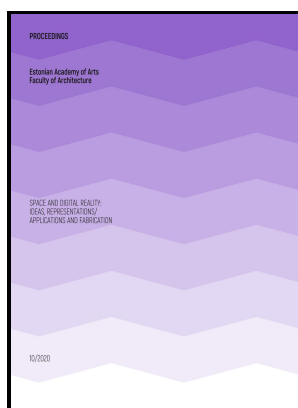 PROCEEDINGS
Estonian Academy of Arts
Faculty of Architecture
SPACE AND DIGITAL REALITY:
IDEAS, REPRESENTATIONS/
APPLICATIONS AND FABRICATION
10/2020